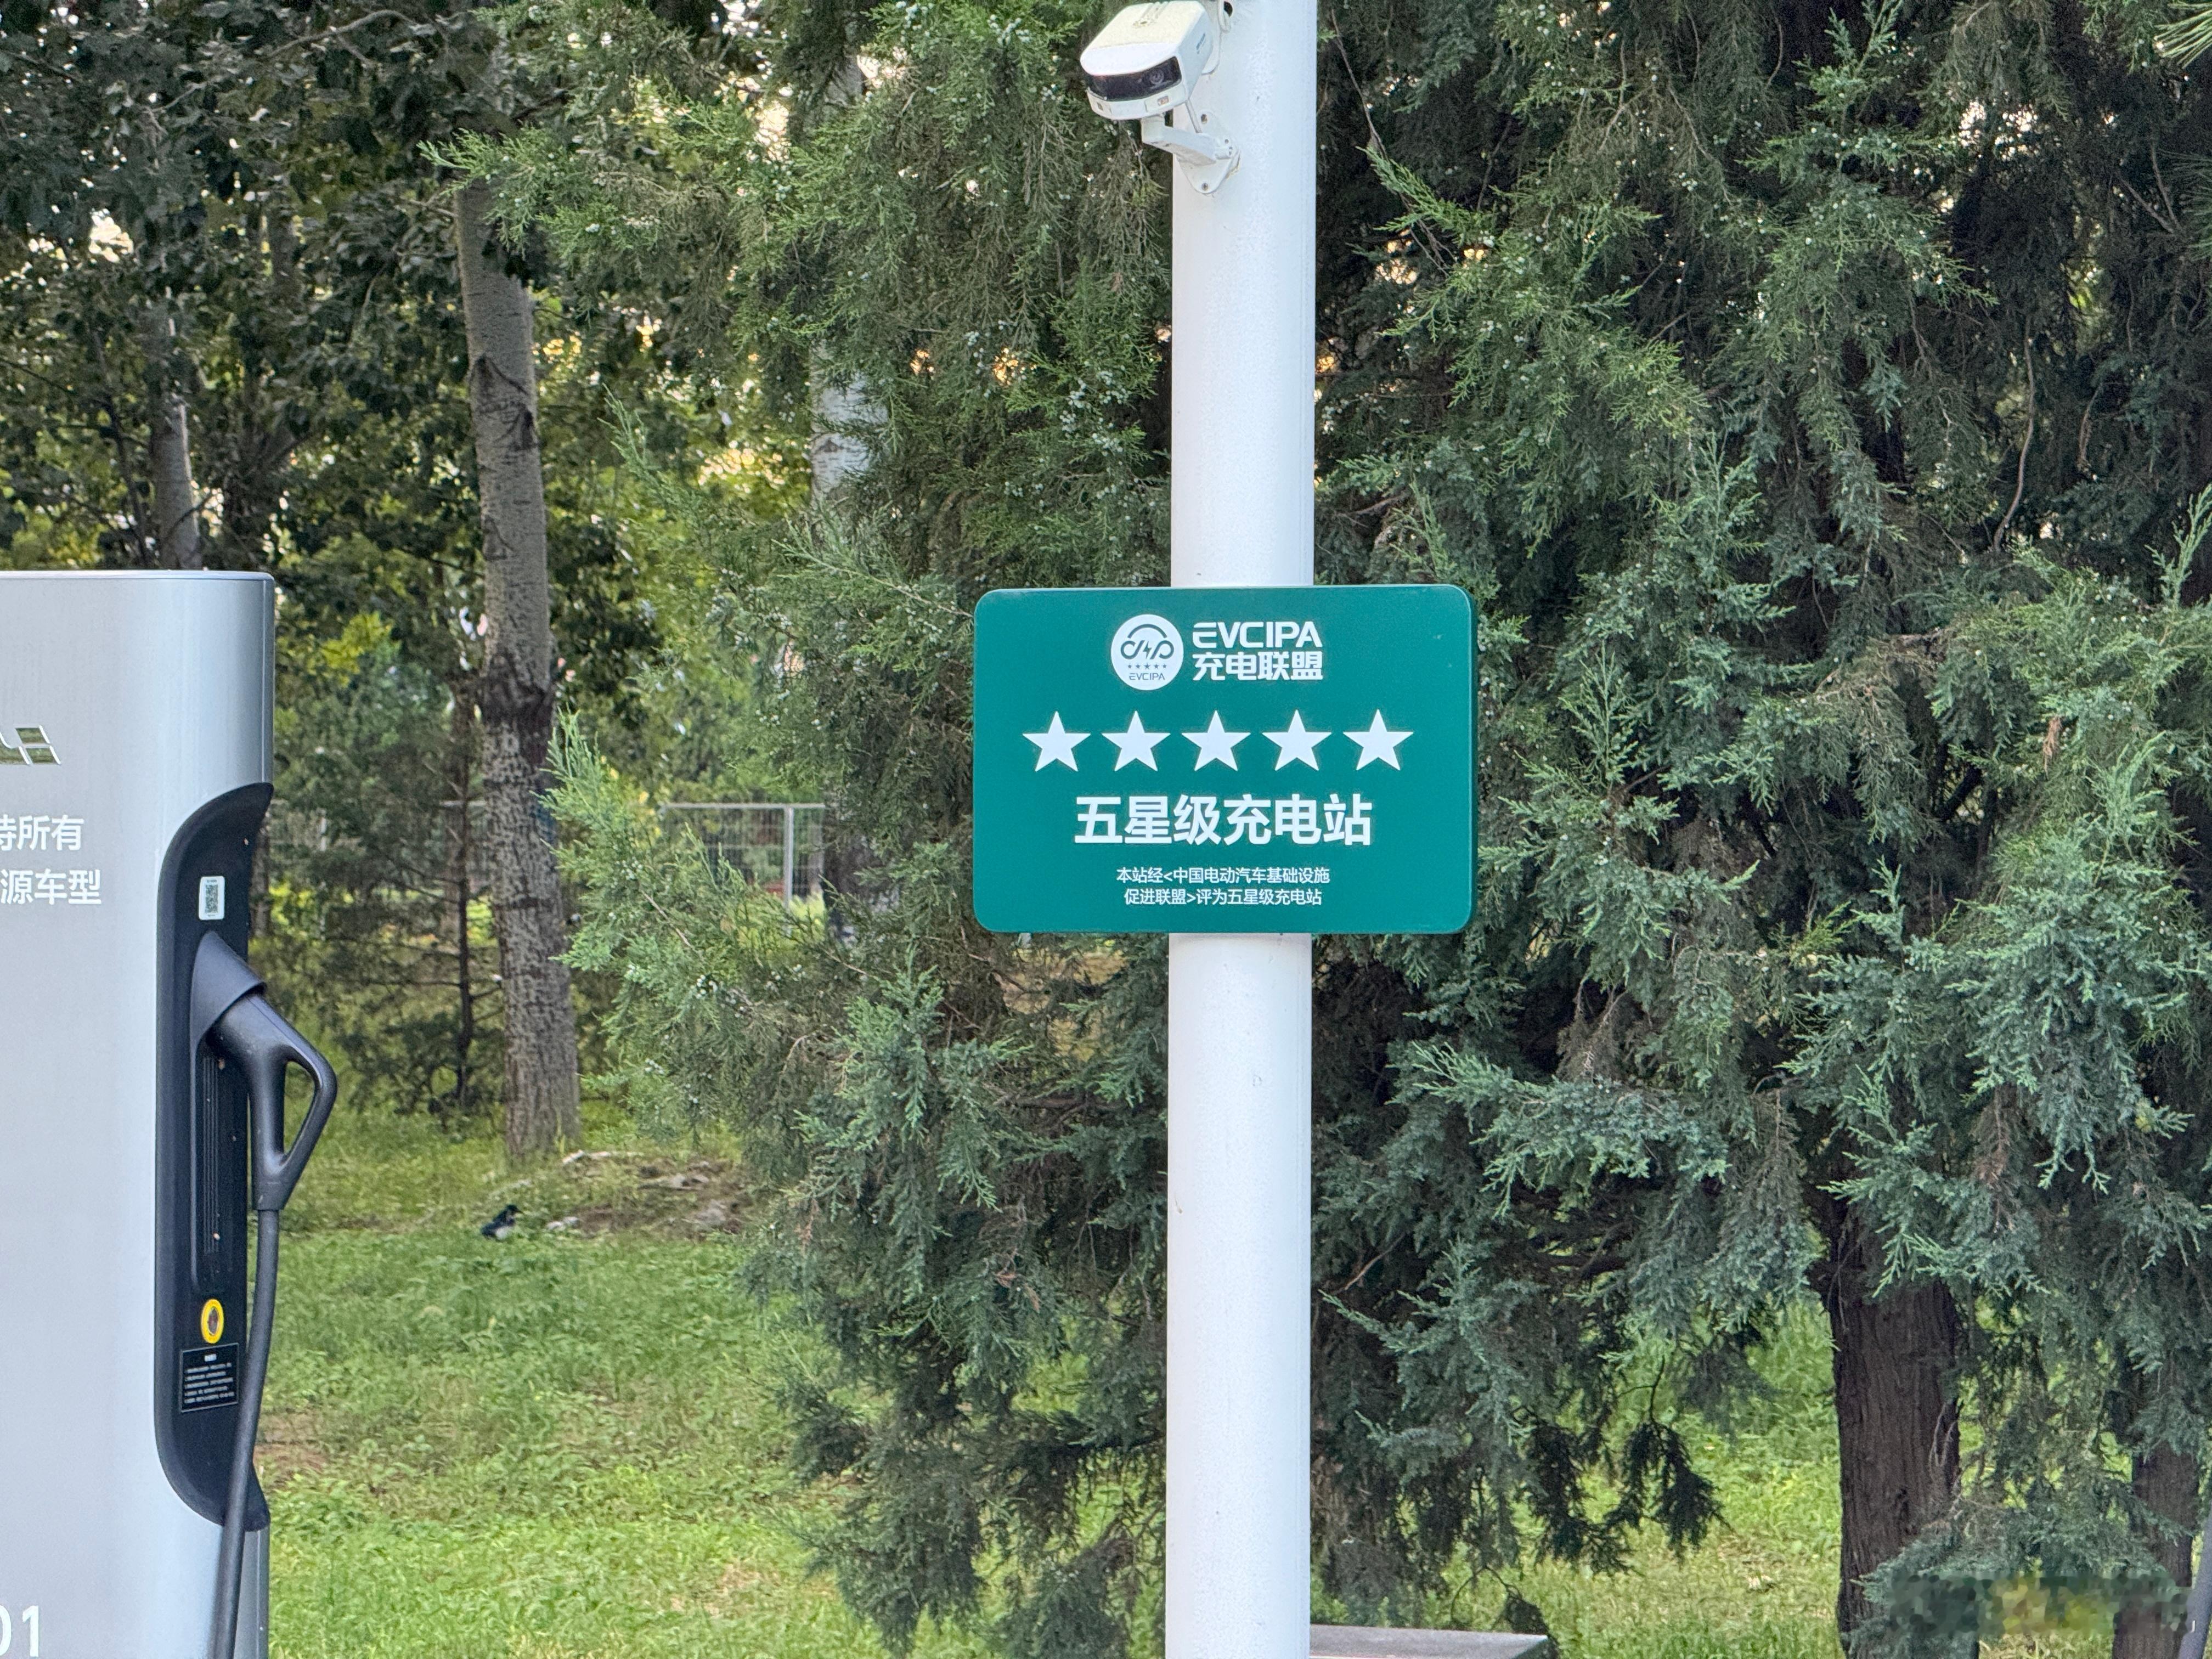 持所有
源车型
01
EVCIPA
充电联盟
EVCIPA
五星级充电站
本站经<中国电动汽车基础设施
促进联盟>评为五星级充电站